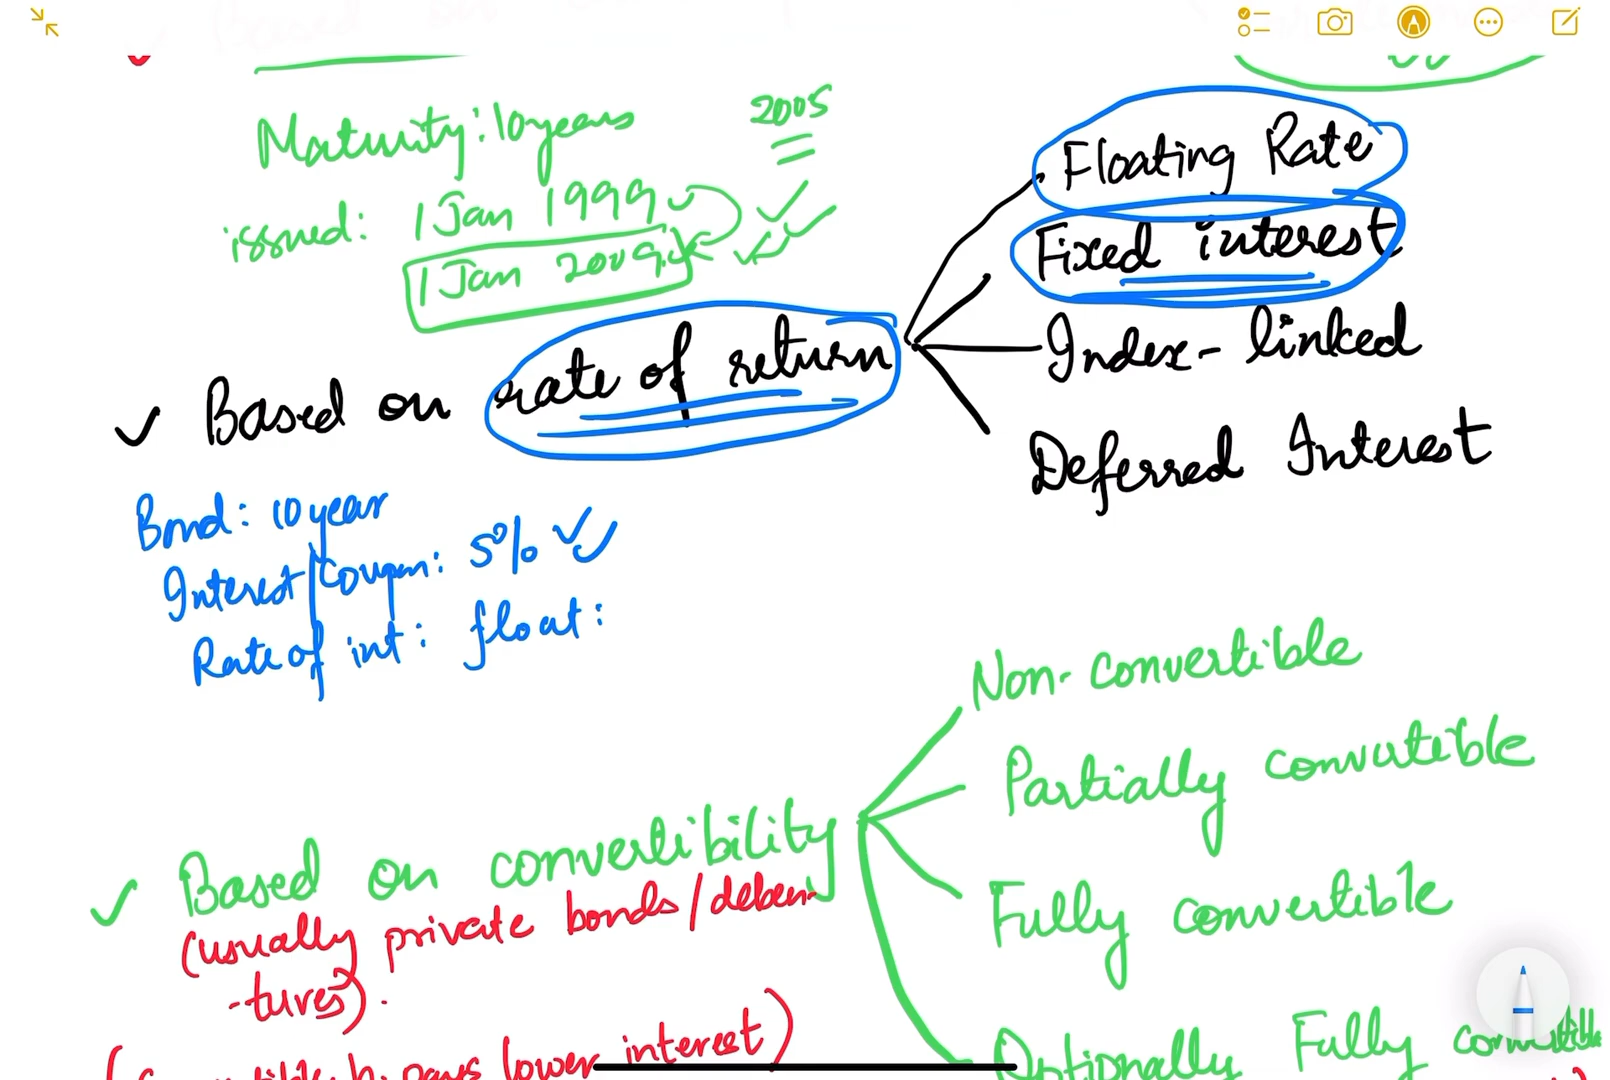 Maturity: 10 years
2005
issued: 1 Jan 1999
1 Jan 2009
Based on rate of return
Floating Rate
Fixed interest
Index-linked
Deferred Interest
Bond: 10 year
Interest/Coupon: 5%
Rate of int: float:
Based on convertibility
(usually private bonds/deben-
-tures).
Non-convertible
Partially convertible
Fully convertible
Optionally Fully convertible
pays lower interest)